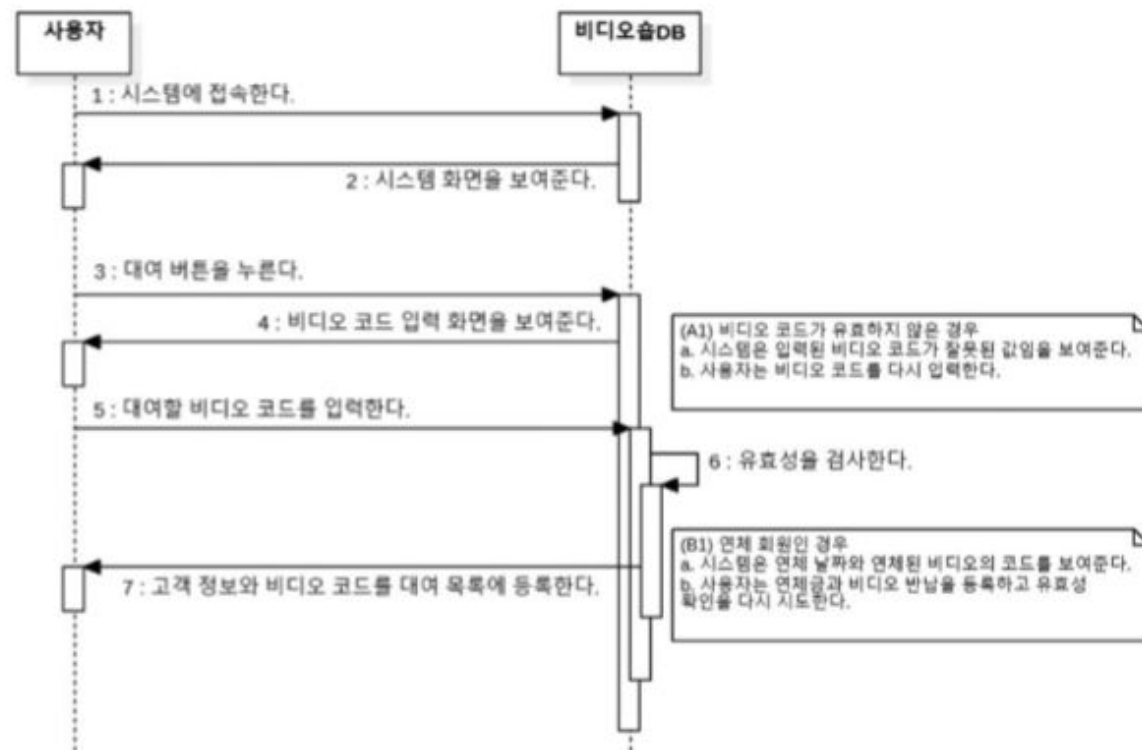 사용자
비디오숍DB
1 : 시스템에 접속한다.
2 : 시스템 화면을 보여준다.
3 : 대여 버튼을 누른다.
4 : 비디오 코드 입력 화면을 보여준다.
(A1) 비디오 코드가 유효하지 않은 경우
a. 시스템은 입력된 비디오 코드가 잘못된 값임을 보여준다.
b. 사용자는 비디오 코드를 다시 입력한다.
5 : 대여할 비디오 코드를 입력한다.
6 : 유효성을 검사한다.
(B1) 연체 회원인 경우
a. 시스템은 연체 날짜와 연체된 비디오의 코드를 보여준다.
b. 사용자는 연체금과 비디오 반납을 등록하고 유효성
확인을 다시 지도한다.
7 : 고객 정보와 비디오 코드를 대여 목록에 등록한다.